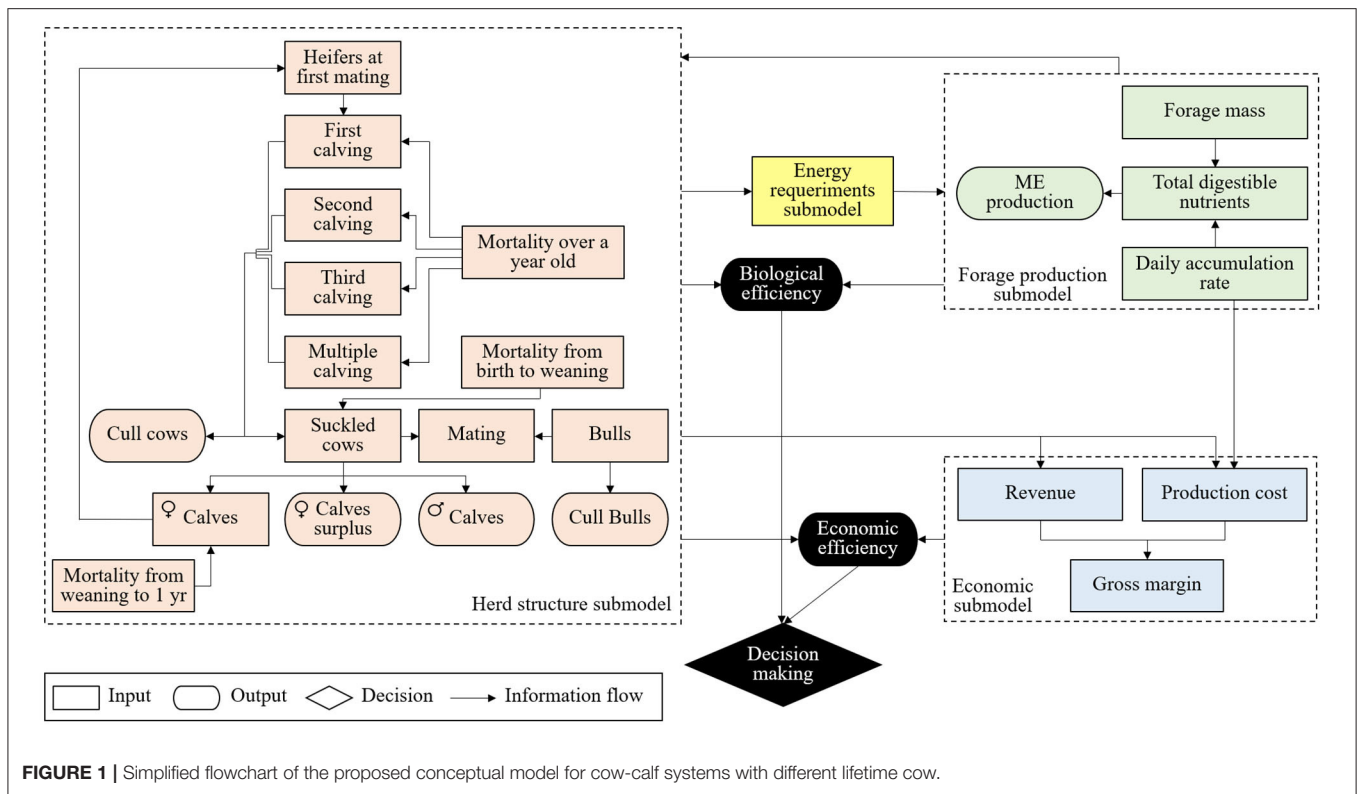 Heifers at
first mating
First
calving
Second
calving
Third
calving
Multiple
calving
Mortality over a
year old
Mortality from
birth to weaning
Cull cows
Suckled
cows
Mating
Bulls
♀ Calves
♀ Calves
surplus
♂ Calves
Cull Bulls
Mortality from
weaning to 1 yr
Herd structure submodel
Energy
requeriments
submodel
Biological
efficiency
Economic
efficiency
Decision
making
Forage mass
ME
production
Total digestible
nutrients
Daily accumulation
rate
Forage production
submodel
Revenue
Production cost
Gross margin
Economic
submodel
Input
Output
Decision
Information flow
FIGURE 1 | Simplified flowchart of the proposed conceptual model for cow-calf systems with different lifetime cow.